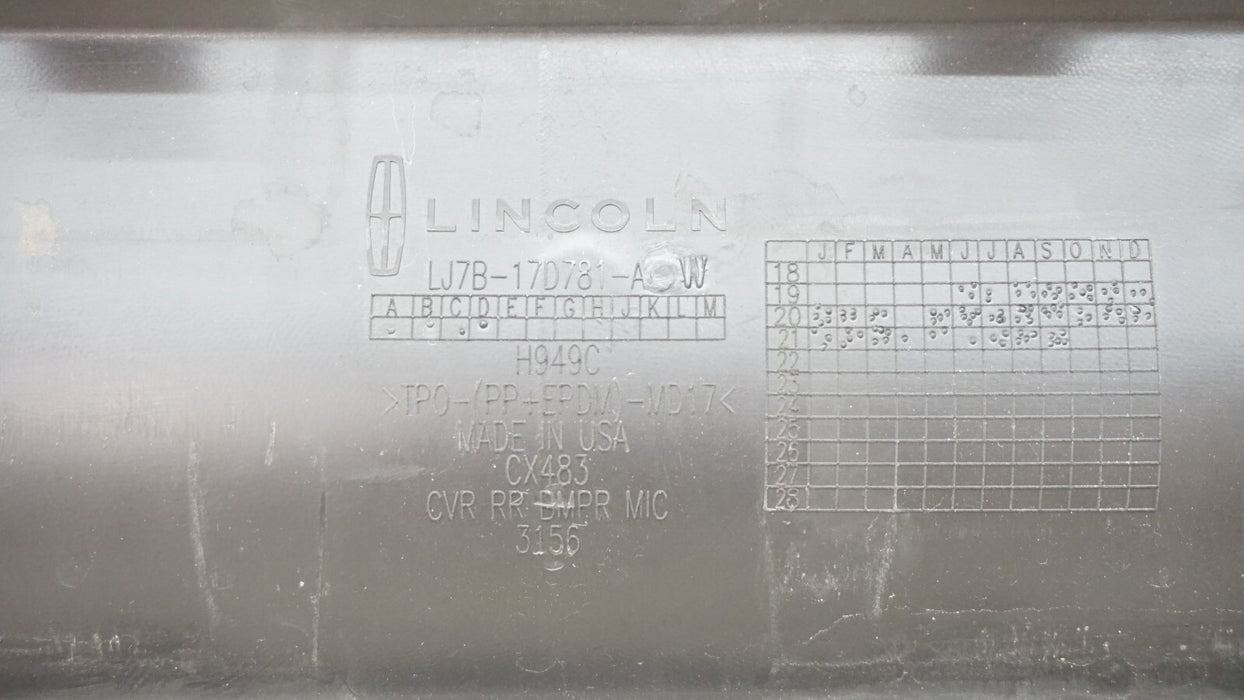 LINCOLN
LJ7B-17D781-A W
A B C D E F G H J K L M
H949C
>TPO-(PP+EPDM)-MD17<
MADE IN USA
CX483
CVR RR BMPR MIC
3156
J F M A M J J A S O N D
18
19
20
21
22
23
24
25
26
27
28